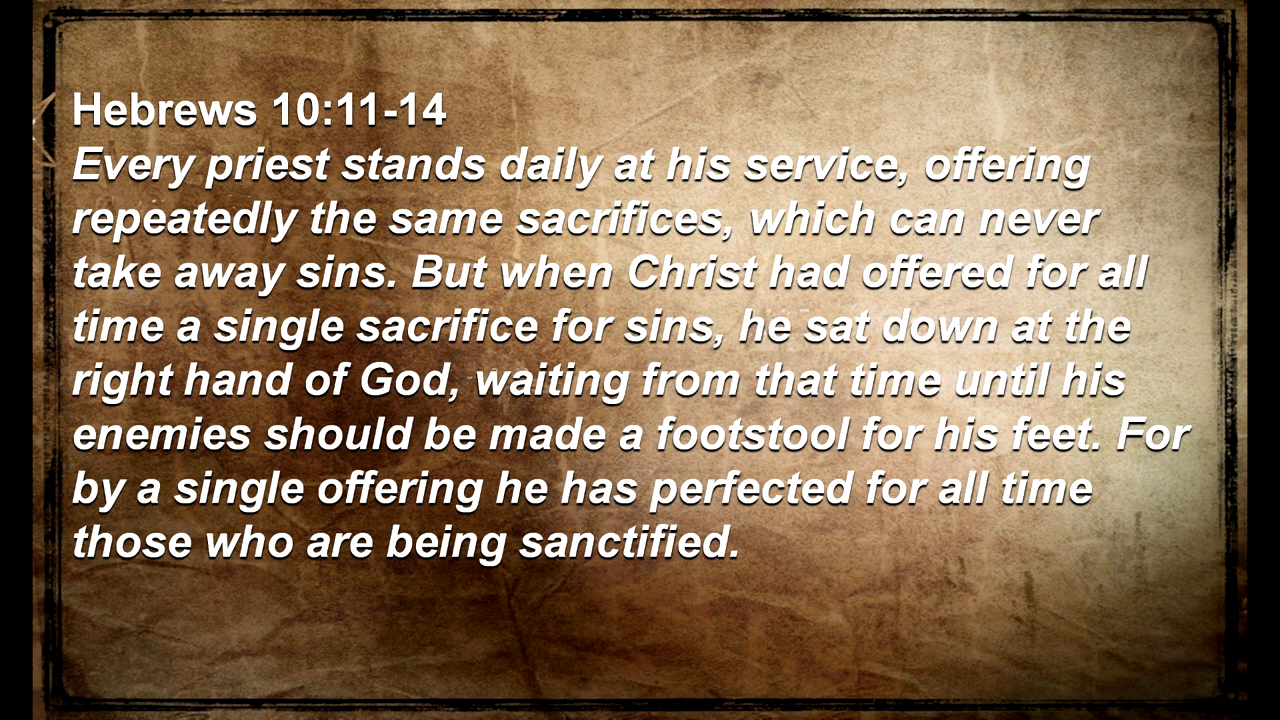 Hebrews 10:11-14
Every priest stands daily at his service, offering
repeatedly the same sacrifices, which can never
take away sins. But when Christ had offered for all
time a single sacrifice for sins, he sat down at the
right hand of God, waiting from that time until his
enemies should be made a footstool for his feet. For
by a single offering he has perfected for all time
those who are being sanctified.